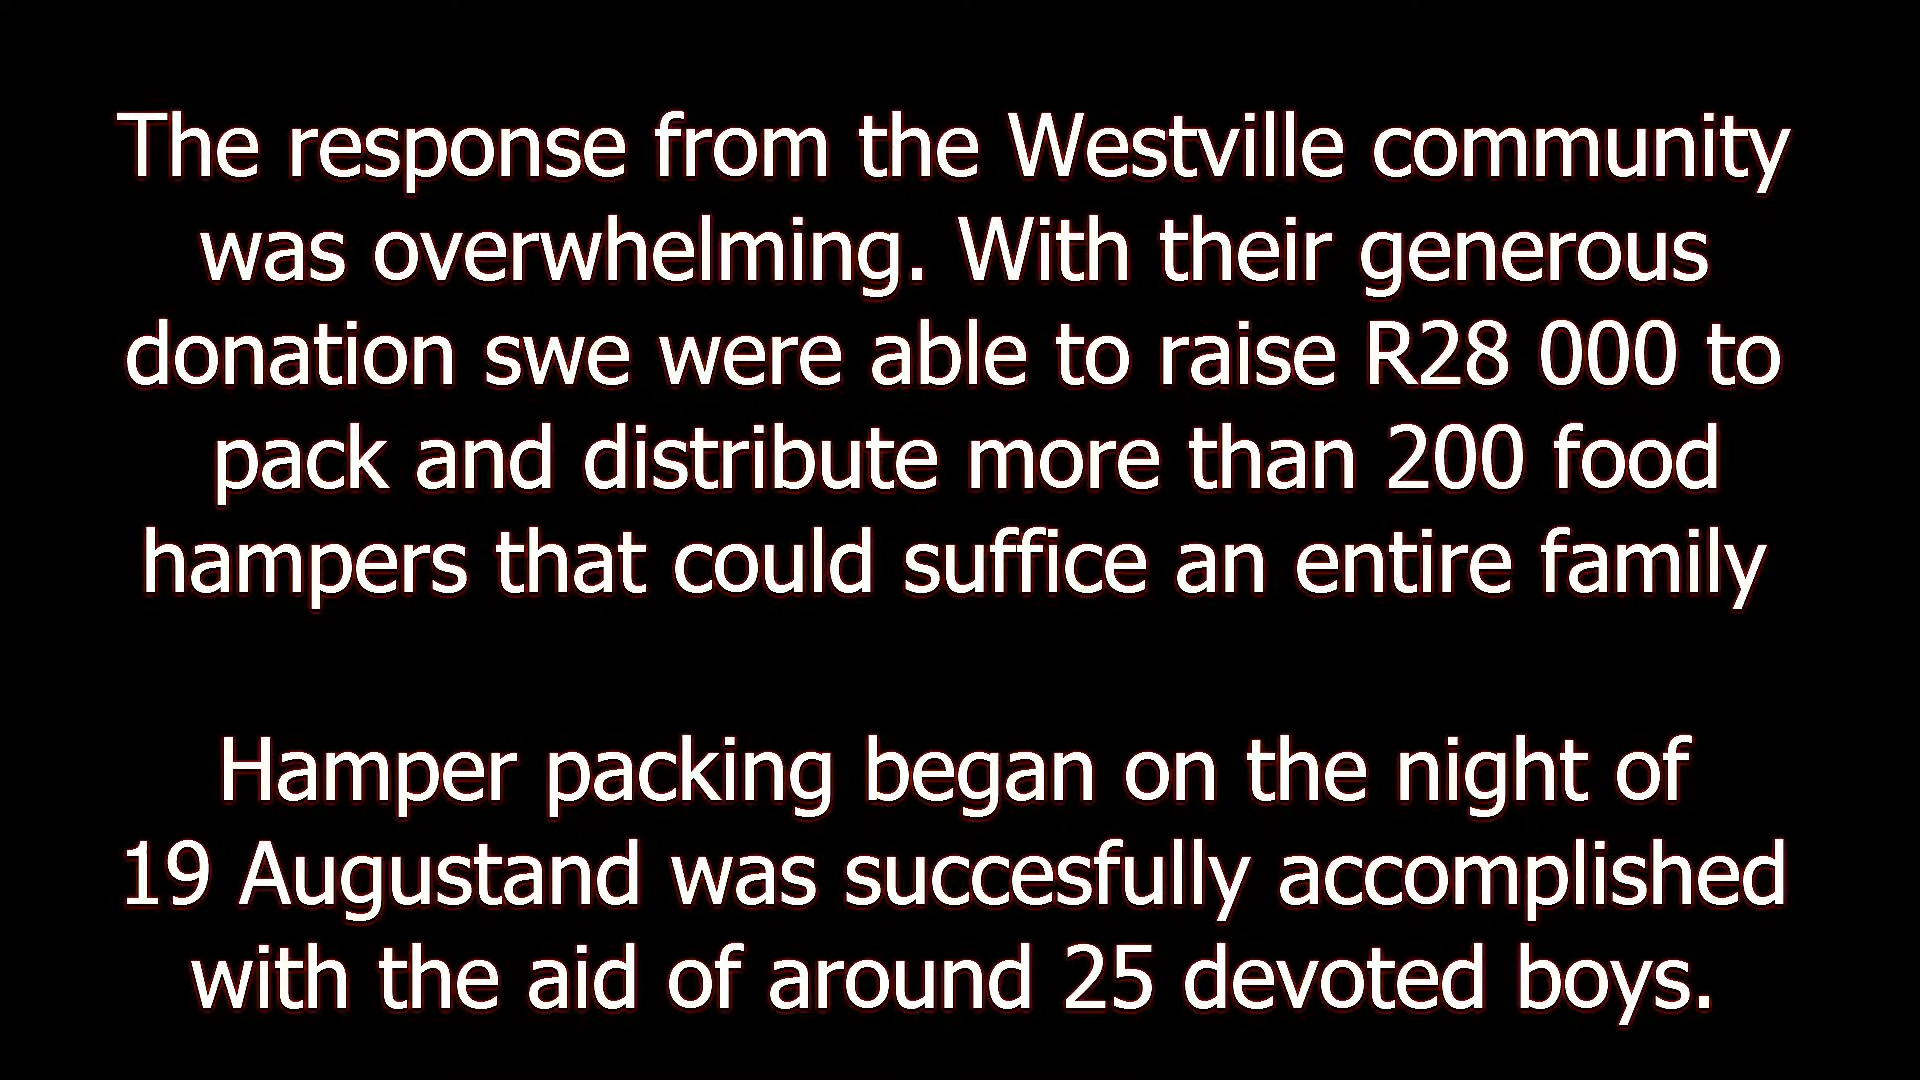 The response from the Westville community
was overwhelming. With their generous
donation swe were able to raise R28 000 to
pack and distribute more than 200 food
hampers that could suffice an entire family
Hamper packing began on the night of
19 Augustand was succesfully accomplished
with the aid of around 25 devoted boys.